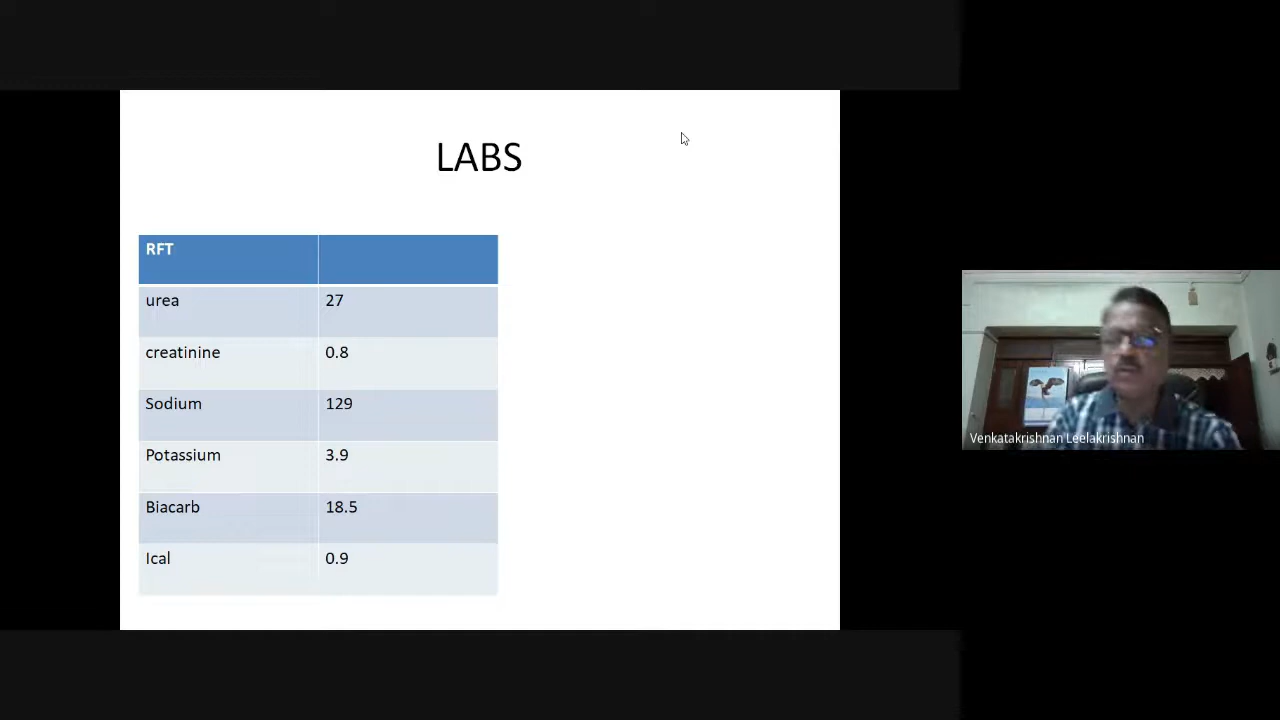 LABS
RFT
urea 27
creatinine 0.8
Sodium 129
Potassium 3.9
Biacarb 18.5
Ical 0.9
Venkatakrishnan Leelakrishnan